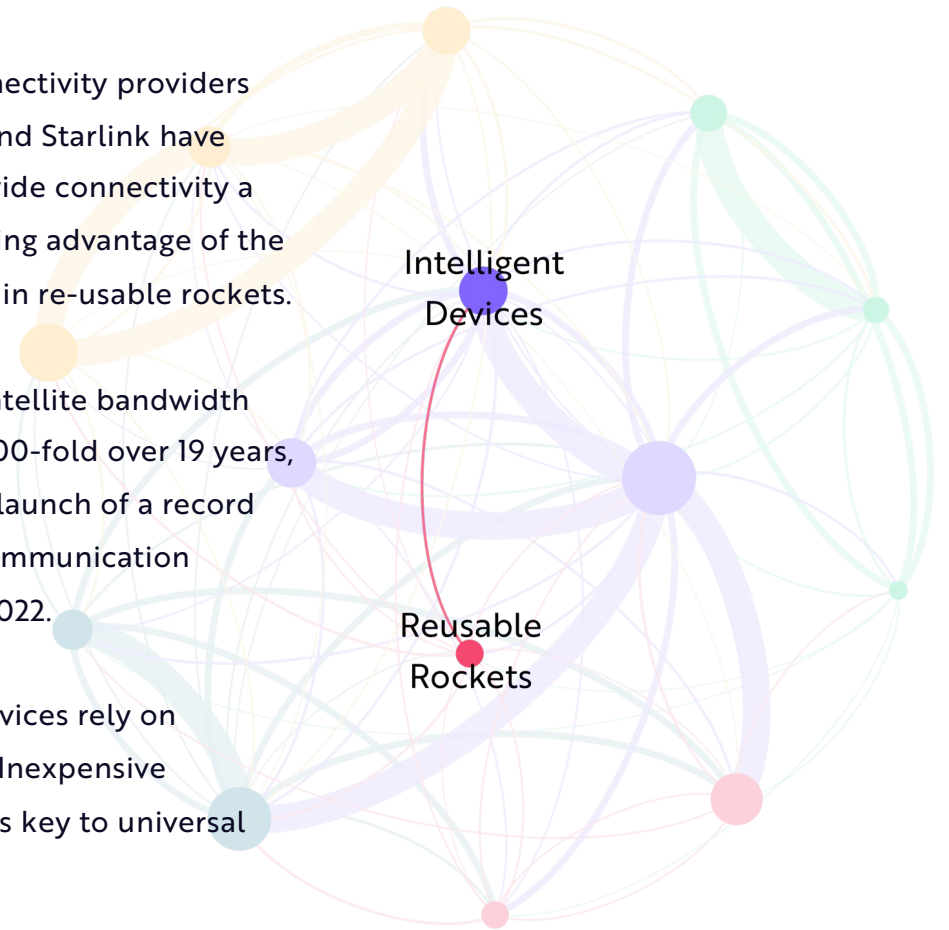 nectivity providers
nd Starlink have
ide connectivity a
ing advantage of the
in re-usable rockets.
tellite bandwidth
00-fold over 19 years,
launch of a record
mmunication
022.
vices rely on
Inexpensive
s key to universal
Intelligent
Devices
Reusable
Rockets